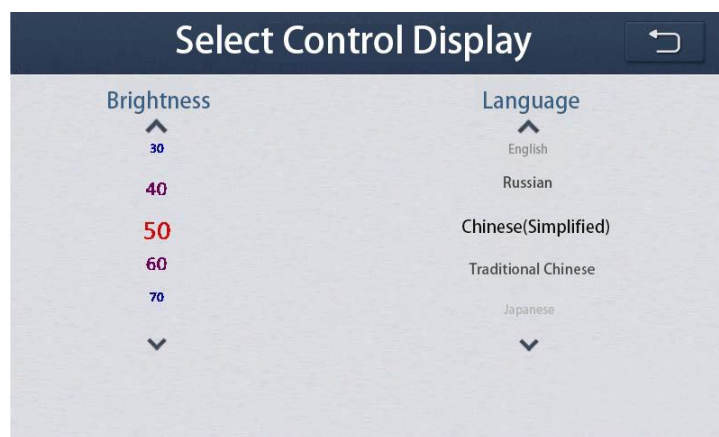 Select Control Display
Brightness
30
40
50
60
70
Language
English
Russian
Chinese(Simplified)
Traditional Chinese
Japanese